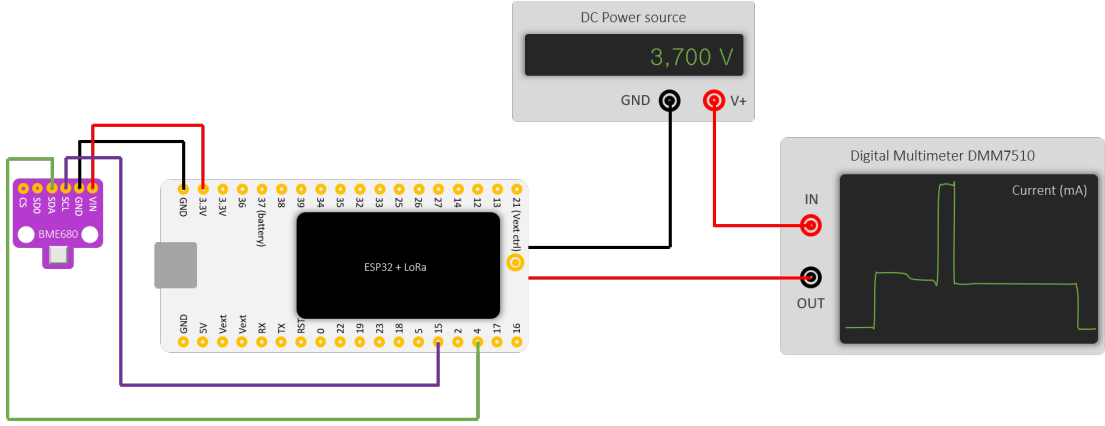 DC Power source
3,700 V
GND
V+
Digital Multimeter DMM7510
IN
OUT
Current (mA)
CS
SDO
SDA
SCL
GND
VIN
BME680
GND
3.3V
3.3V
36
37 (battery)
38
39
34
35
32
33
25
26
27
14
12
13
21 (Vext ctrl)
ESP32 + LoRa
GND
5V
Vext
Vext
RX
TX
RST
0
22
19
23
18
5
15
2
4
17
16